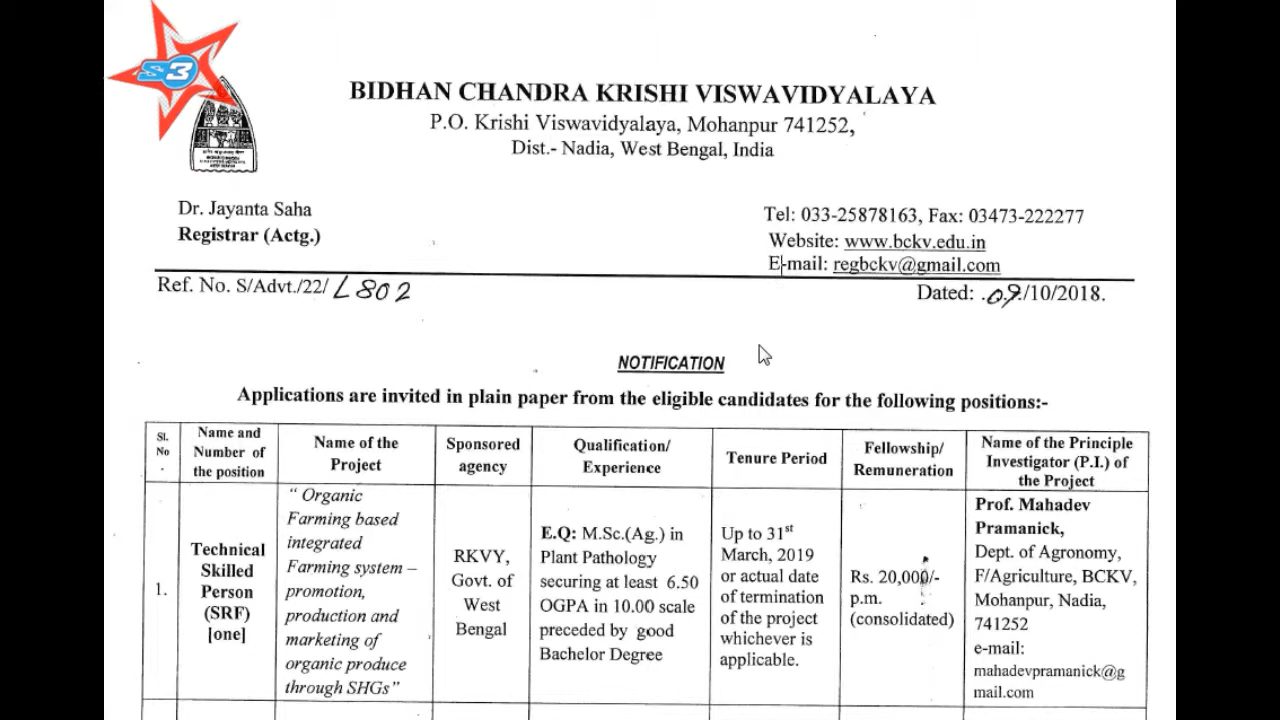 S3
BIDHAN CHANDRA KRISHI VISWAVIDYALAYA
P.O. Krishi Viswavidyalaya, Mohanpur 741252,
Dist.- Nadia, West Bengal, India
Dr. Jayanta Saha
Registrar (Actg.)
Tel: 033-25878163, Fax: 03473-222277
Website: www.bckv.edu.in
E-mail: regbckv@gmail.com
Ref. No. S/Advt./22/L802
Dated: .09./10/2018.
NOTIFICATION
Applications are invited in plain paper from the eligible candidates for the following positions:-
Sl.
No
.
Name and
Number of
the position
Name of the
Project
Sponsored
agency
Qualification/
Experience
Tenure Period
Fellowship/
Remuneration
Name of the Principle
Investigator (P.I.) of
the Project
1.
Technical
Skilled
Person
(SRF)
[one]
“ Organic
Farming based
integrated
Farming system –
promotion,
production and
marketing of
organic produce
through SHGs”
RKVY,
Govt. of
West
Bengal
E.Q: M.Sc.(Ag.) in
Plant Pathology
securing at least 6.50
OGPA in 10.00 scale
preceded by good
Bachelor Degree
Up to 31st
March, 2019
or actual date
of termination
of the project
whichever is
applicable.
Rs. 20,000/-
p.m.
(consolidated)
Prof. Mahadev
Pramanick,
Dept. of Agronomy,
F/Agriculture, BCKV,
Mohanpur, Nadia,
741252
e-mail:
mahadevpramanick@g
mail.com